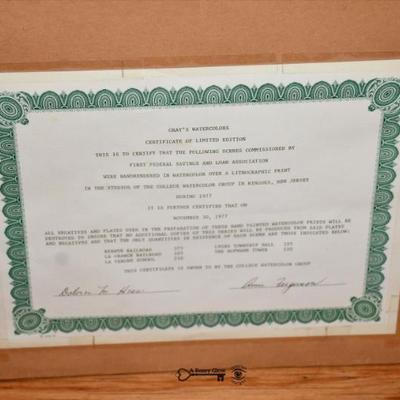 GRAY'S WATERCOLORS
CERTIFICATE OF LIMITED EDITION
THIS IS TO CERTIFY THAT THE FOLLOWING SCENES COMMISSIONED BY
FIRST FEDERAL SAVINGS AND LOAN ASSOCIATION
WERE HANDRENDERED IN WATERCOLOR OVER A LITHOGRAPHIC PRINT
IN THE STUDIOS OF THE COLLEGE WATERCOLOR GROUP IN NEW JERSEY
DURING 1977
IT IS FURTHER CERTIFIED THAT ON
NOVEMBER 30, 1977
ALL NEGATIVES AND PLATES USED IN THE PREPARATION OF THESE HAND PAINTED WATERCOLOR PRINTS WILL BE
DESTROYED TO ENSURE THAT NO ADDITIONAL COPIES OF THIS SERIES WILL BE PRODUCED FROM SAID PLATES
AND NEGATIVES AND THAT THE ONLY QUANTITIES IN EXISTENCE OF EACH SCENE ARE THOSE INDICATED BELOW:
RAILROAD LYONS TOWNSHIP HALL
LA GRANGE RAILROAD THE HOFMANN TOWER
LA VERGNE SCHOOL
THIS CERTIFICATE IS OWNED BY THE COLLEGE WATERCOLOR GROUP
Ferguson